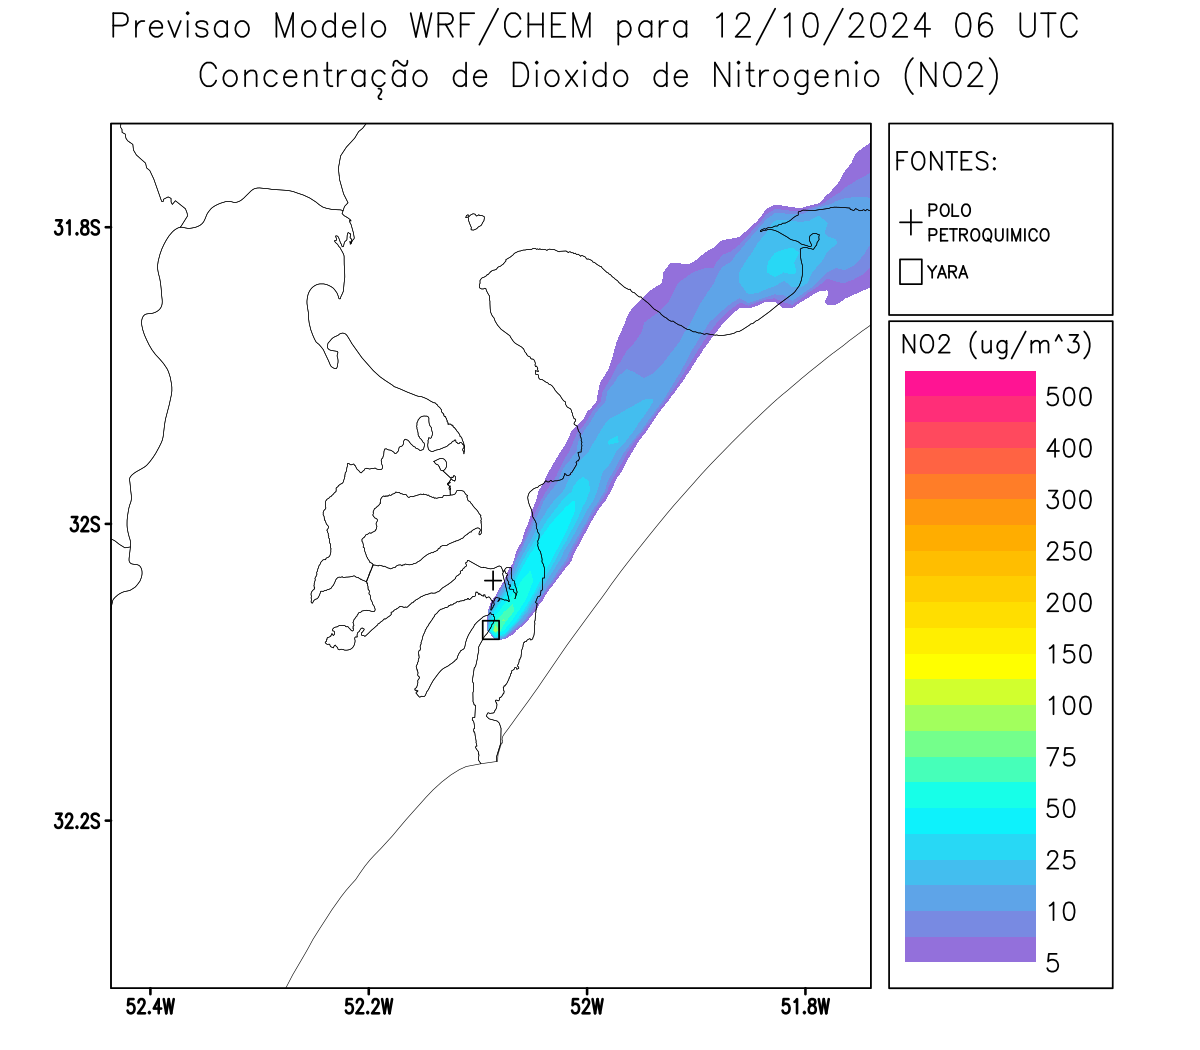 Previsao Modelo WRF/CHEM para 12/10/2024 06 UTC
Concentração de Dioxido de Nitrogenio (NO2)
FONTES:
POLO
PETROQUIMICO
YARA
NO2 (ug/m^3)
500
400
300
250
200
150
100
75
50
25
10
5
31.8S
32S
32.2S
52.4W
52.2W
52W
51.8W